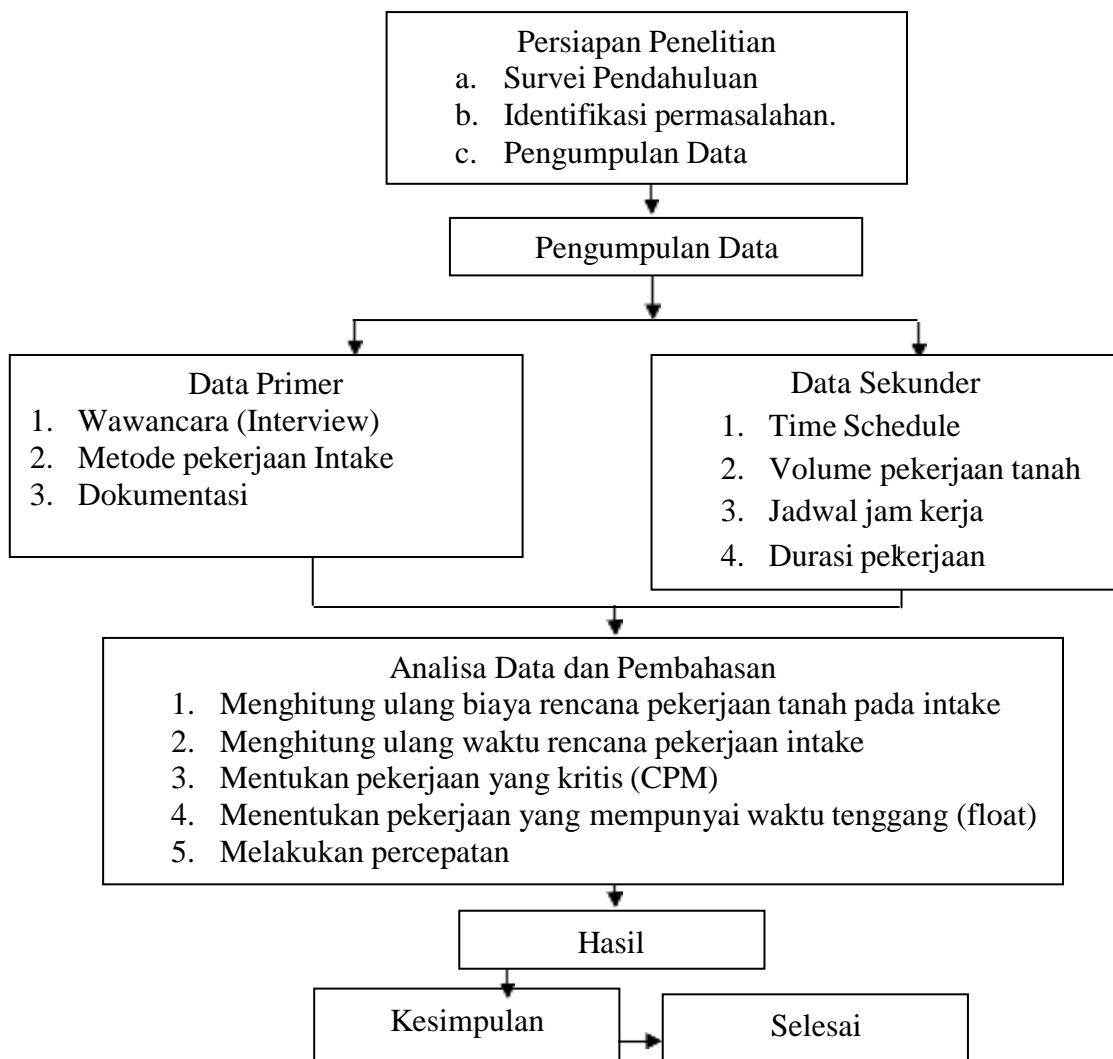 Persiapan Penelitian
a. Survei Pendahuluan
b. Identifikasi permasalahan.
c. Pengumpulan Data
Pengumpulan Data
Data Primer
1. Wawancara (Interview)
2. Metode pekerjaan Intake
3. Dokumentasi
Data Sekunder
1. Time Schedule
2. Volume pekerjaan tanah
3. Jadwal jam kerja
4. Durasi pekerjaan
Analisa Data dan Pembahasan
1. Menghitung ulang biaya rencana pekerjaan tanah pada intake
2. Menghitung ulang waktu rencana pekerjaan intake
3. Mentukan pekerjaan yang kritis (CPM)
4. Menentukan pekerjaan yang mempunyai waktu tenggang (float)
5. Melakukan percepatan
Hasil
Kesimpulan
Selesai